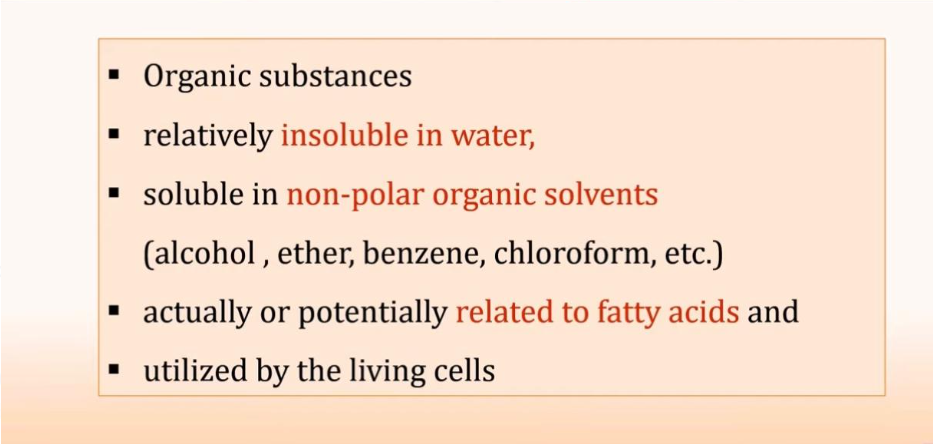 ▪ Organic substances
▪ relatively insoluble in water,
▪ soluble in non-polar organic solvents
(alcohol , ether, benzene, chloroform, etc.)
▪ actually or potentially related to fatty acids and
▪ utilized by the living cells